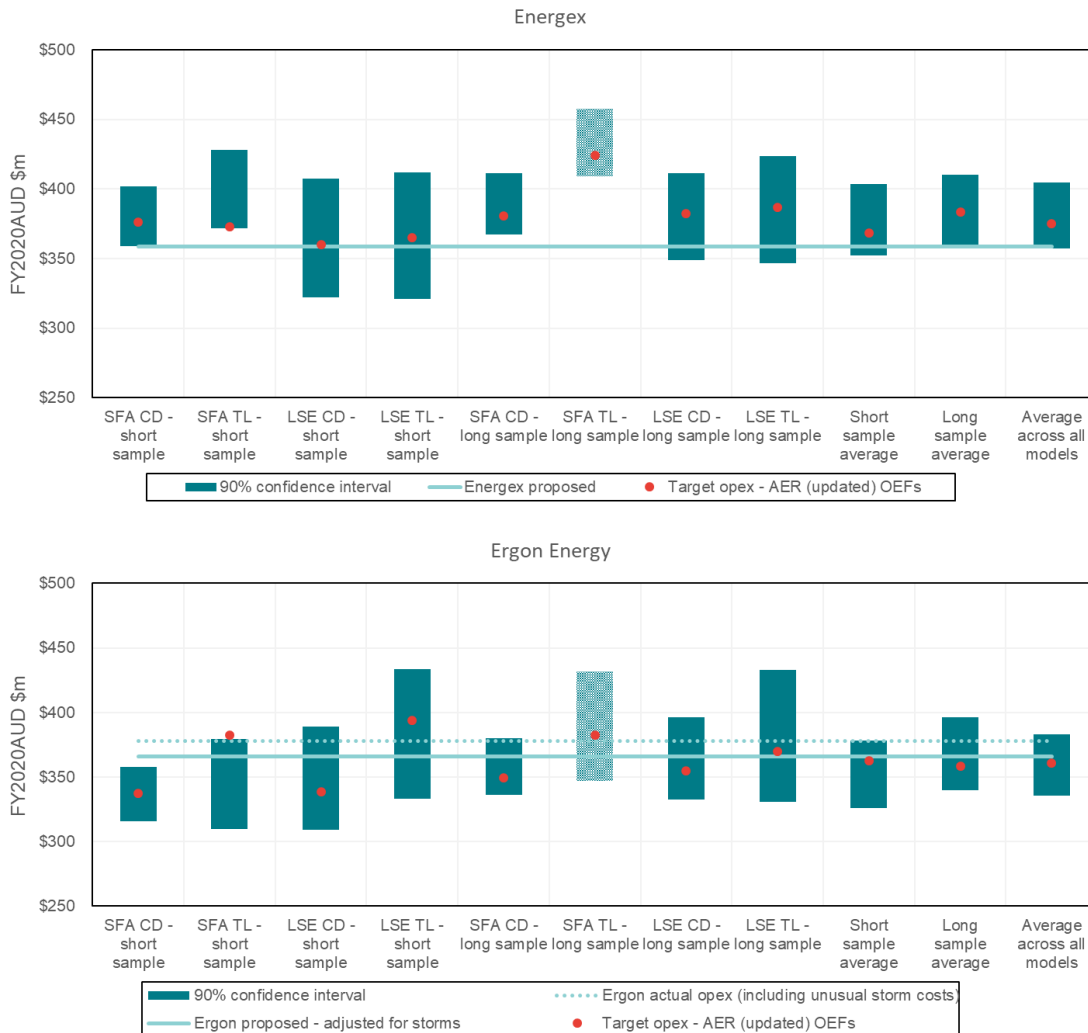 Energex
FY2020AUD $m
$500
$450
$400
$350
$300
$250
SFA CD - short sample
SFA TL - short sample
LSE CD - short sample
LSE TL - short sample
SFA CD - long sample
SFA TL - long sample
LSE CD - long sample
LSE TL - long sample
Short sample average
Long sample average
Average across all models
90% confidence interval
Energex proposed
Target opex - AER (updated) OEFs
Ergon Energy
FY2020AUD $m
$500
$450
$400
$350
$300
$250
SFA CD - short sample
SFA TL - short sample
LSE CD - short sample
LSE TL - short sample
SFA CD - long sample
SFA TL - long sample
LSE CD - long sample
LSE TL - long sample
Short sample average
Long sample average
Average across all models
90% confidence interval
Ergon actual opex (including unusual storm costs)
Ergon proposed - adjusted for storms
Target opex - AER (updated) OEFs